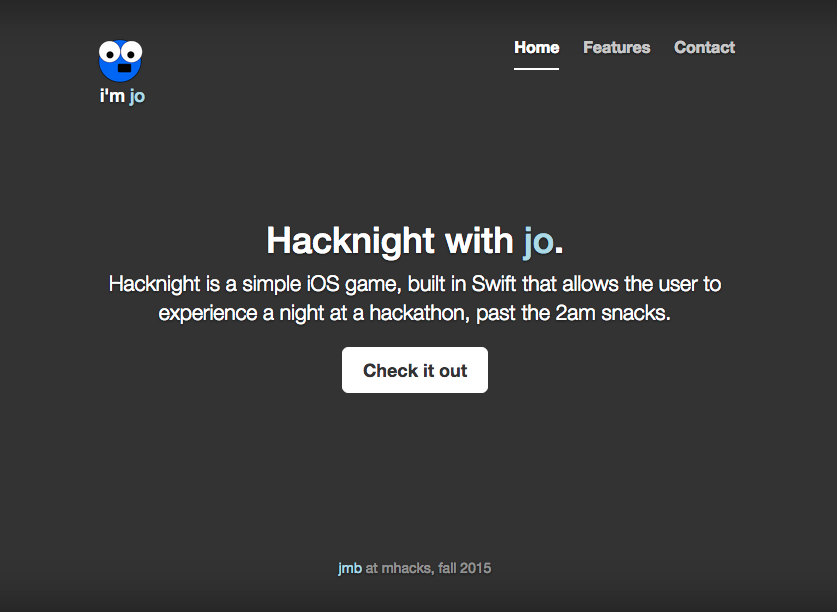 i'm jo
Home Features Contact
Hacknight with jo.
Hacknight is a simple iOS game, built in Swift that allows the user to
experience a night at a hackathon, past the 2am snacks.
Check it out
jmb at mhacks, fall 2015